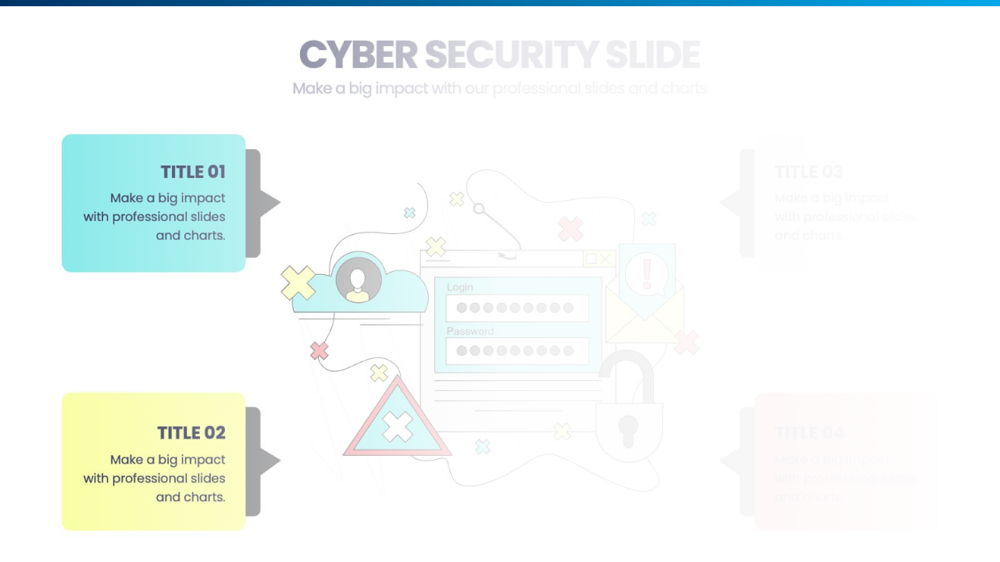 CYBER SECURITY SLIDE
Make a big impact with our professional slides and charts
TITLE 01
Make a big impact
with professional slides
and charts.
TITLE 03
Make a big impact
with professional slides
and charts.
Login
Password
TITLE 02
Make a big impact
with professional slides
and charts.
TITLE 04
Make a big impact
with professional slides
and charts.